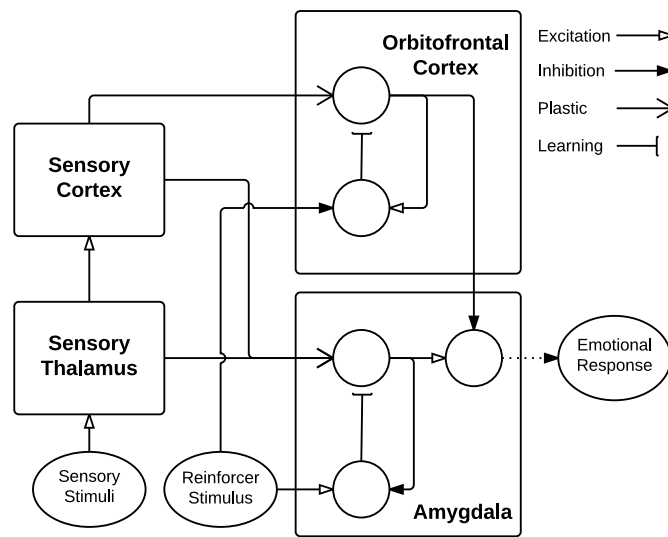 Orbitofrontal
Cortex
Excitation
Inhibition
Plastic
Learning
Sensory
Cortex
Sensory
Thalamus
Emotional
Response
Sensory
Stimuli
Reinforcer
Stimulus
Amygdala